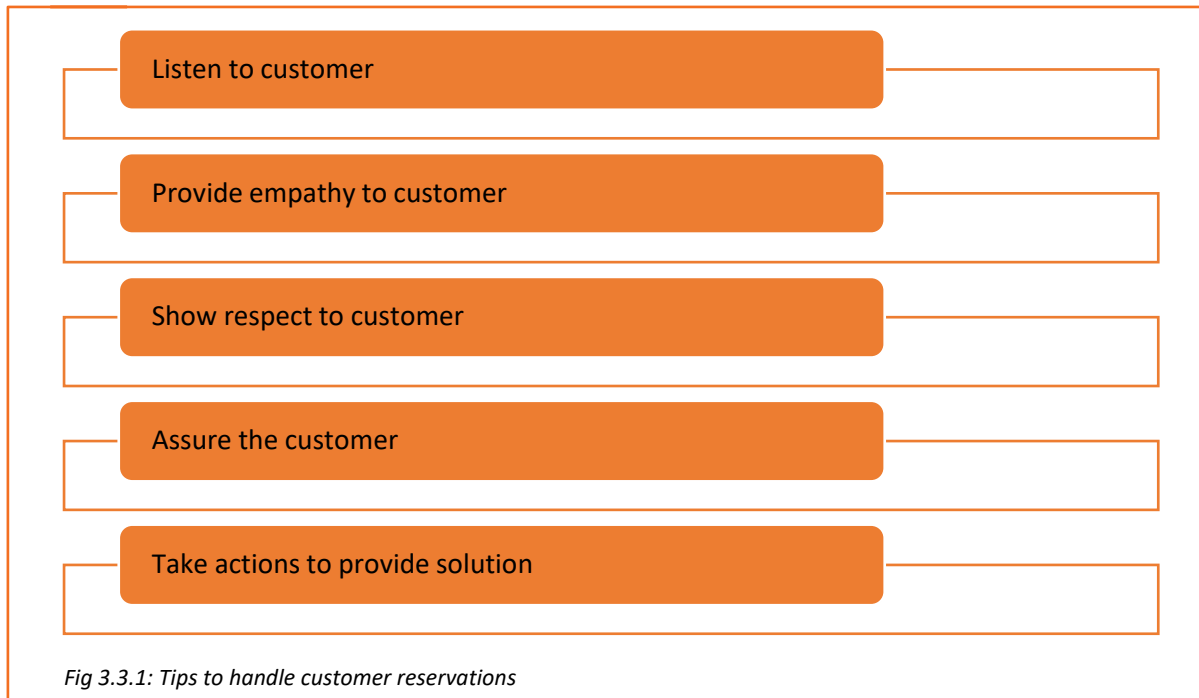 Listen to customer
Provide empathy to customer
Show respect to customer
Assure the customer
Take actions to provide solution
Fig 3.3.1: Tips to handle customer reservations